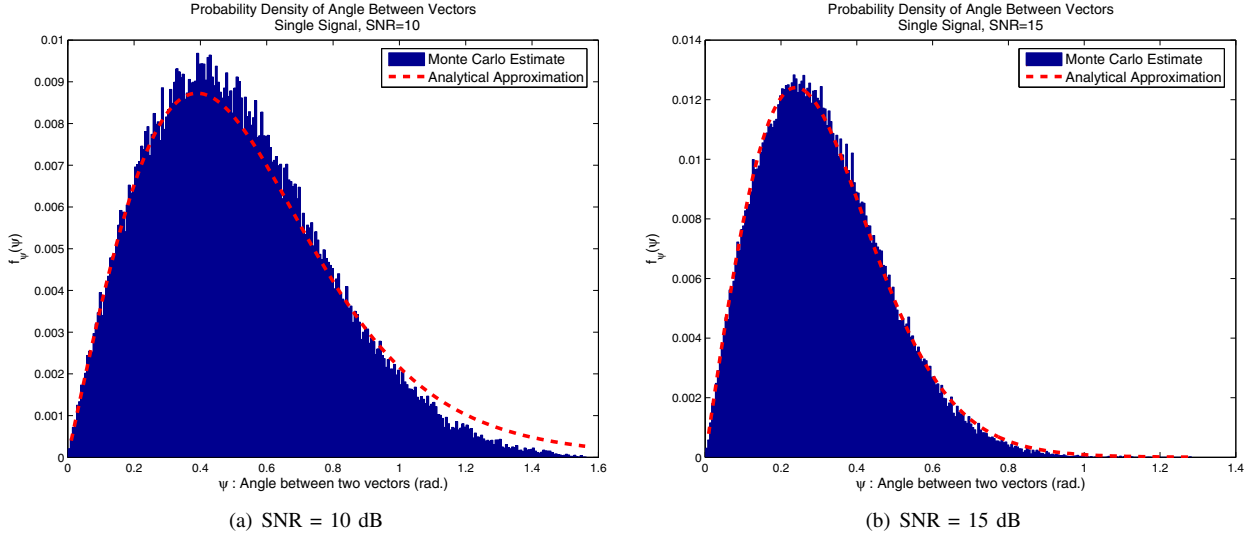 Probability Density of Angle Between Vectors
Single Signal, SNR=10
0.01
0.009
0.008
0.007
0.006
0.005
0.004
0.003
0.002
0.001
0
f_ψ(ψ)
Monte Carlo Estimate
Analytical Approximation
0 0.2 0.4 0.6 0.8 1 1.2 1.4 1.6
ψ : Angle between two vectors (rad.)
(a) SNR = 10 dB
Probability Density of Angle Between Vectors
Single Signal, SNR=15
0.014
0.012
0.01
0.008
0.006
0.004
0.002
0
f_ψ(ψ)
Monte Carlo Estimate
Analytical Approximation
0 0.2 0.4 0.6 0.8 1 1.2 1.4
ψ : Angle between two vectors (rad.)
(b) SNR = 15 dB